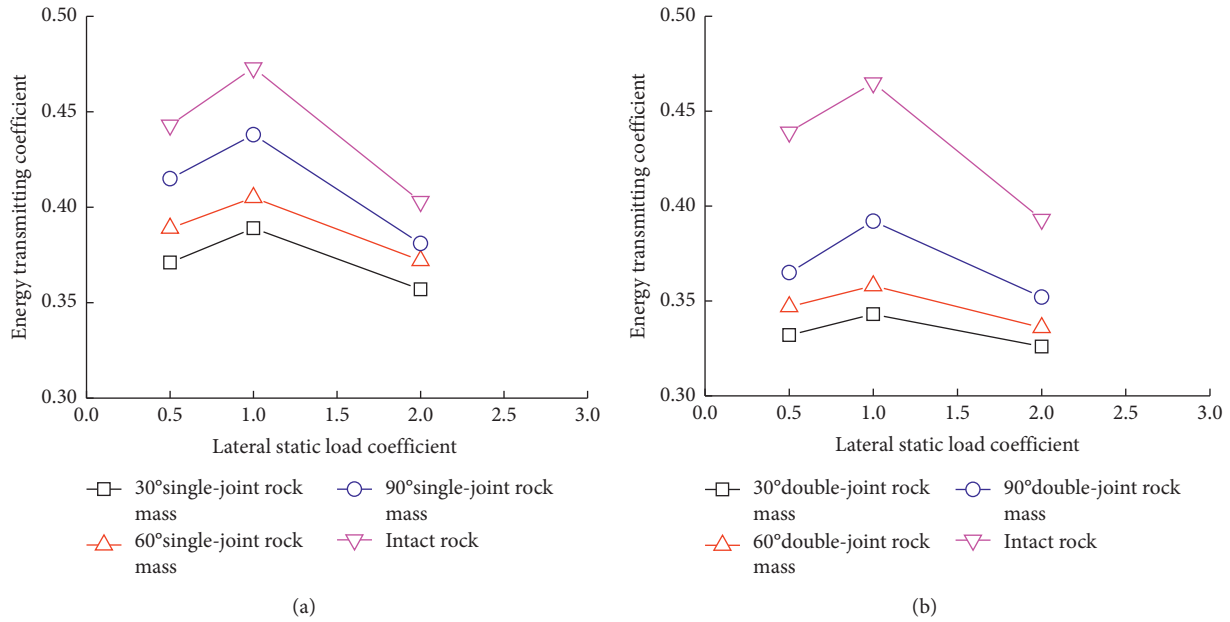 0.50
0.45
0.40
0.35
0.30
Energy transmitting coefficient
0.0 0.5 1.0 1.5 2.0 2.5 3.0
Lateral static load coefficient
30°single-joint rock mass
60°single-joint rock mass
90°single-joint rock mass
Intact rock
(a)
0.50
0.45
0.40
0.35
0.30
Energy transmitting coefficient
0.0 0.5 1.0 1.5 2.0 2.5 3.0
Lateral static load coefficient
30°double-joint rock mass
60°double-joint rock mass
90°double-joint rock mass
Intact rock
(b)